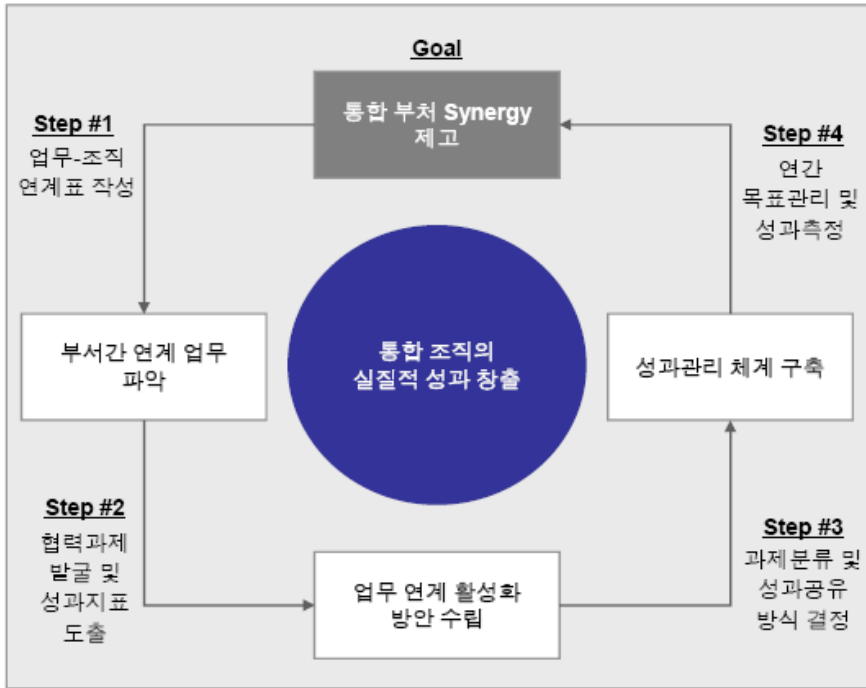 Goal
통합 부처 Synergy
제고
Step #1
업무-조직
연계표 작성
부서간 연계 업무
파악
Step #2
협력과제
발굴 및
성과지표
도출
업무 연계 활성화
방안 수립
Step #3
과제분류 및
성과공유
방식 결정
성과관리 체계 구축
Step #4
연간
목표관리 및
성과측정
통합 조직의
실질적 성과 창출